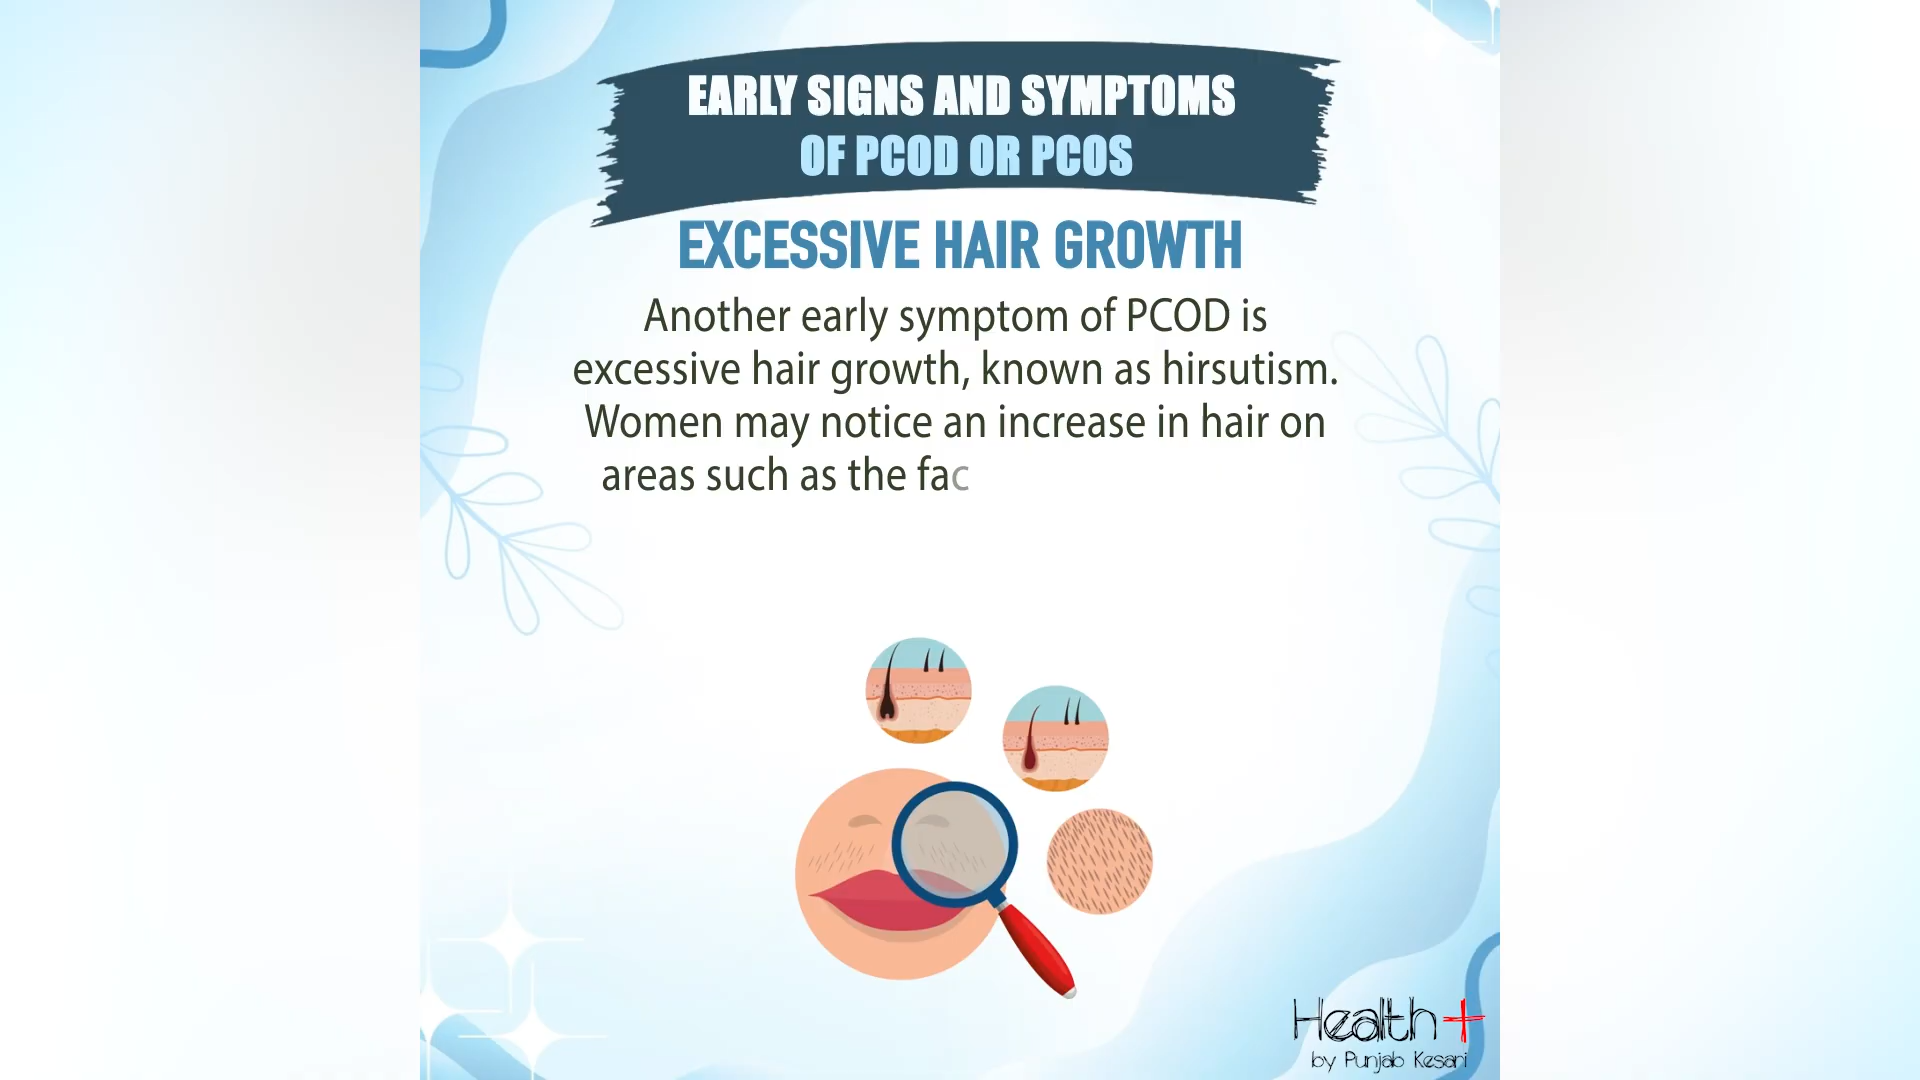 EARLY SIGNS AND SYMPTOMS
OF PCOD OR PCOS
EXCESSIVE HAIR GROWTH
Another early symptom of PCOD is
excessive hair growth, known as hirsutism.
Women may notice an increase in hair on
areas such as the fac
Health+
by Punjab Kesari